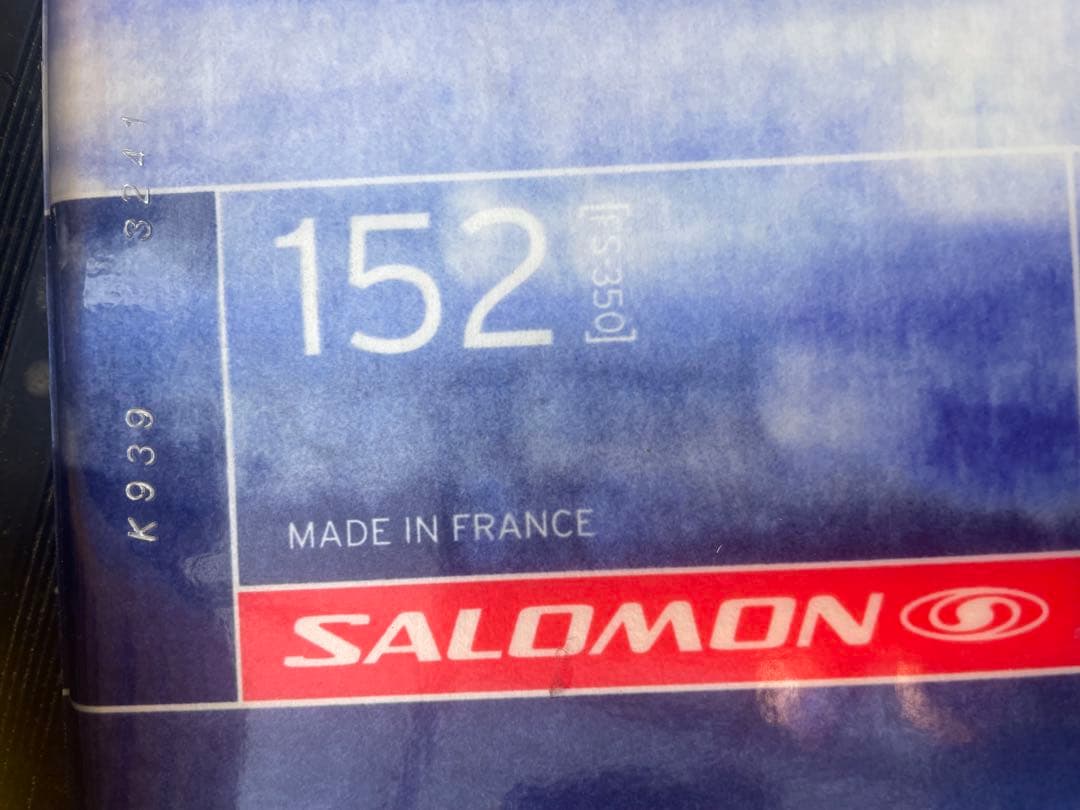 K939 3241
152
[FS-350]
MADE IN FRANCE
SALOMON